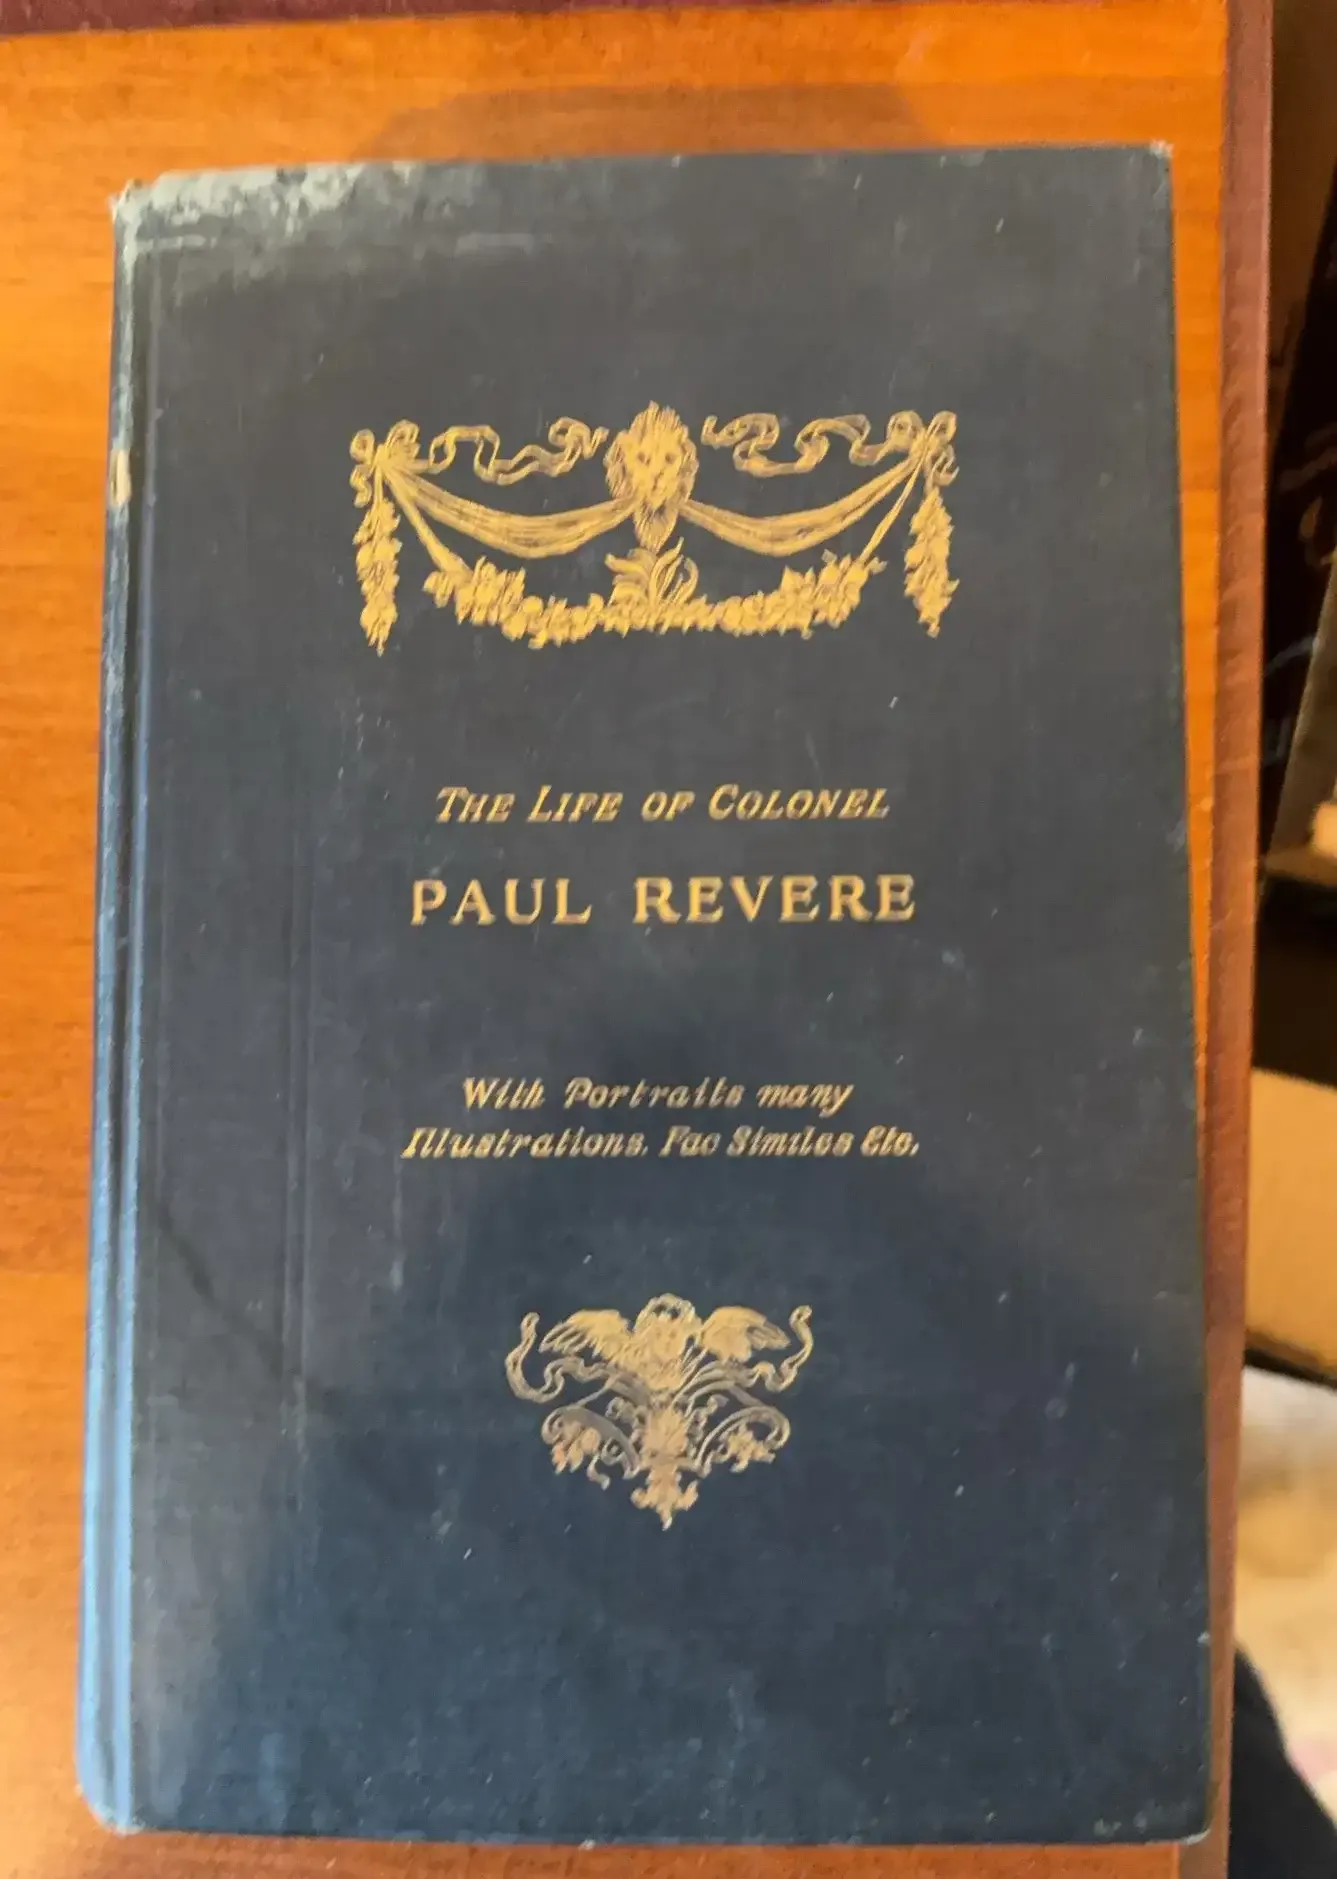 THE LIFE OF COLONEL
PAUL REVERE
With Portraits many
Illustrations. Fac Similes Etc.